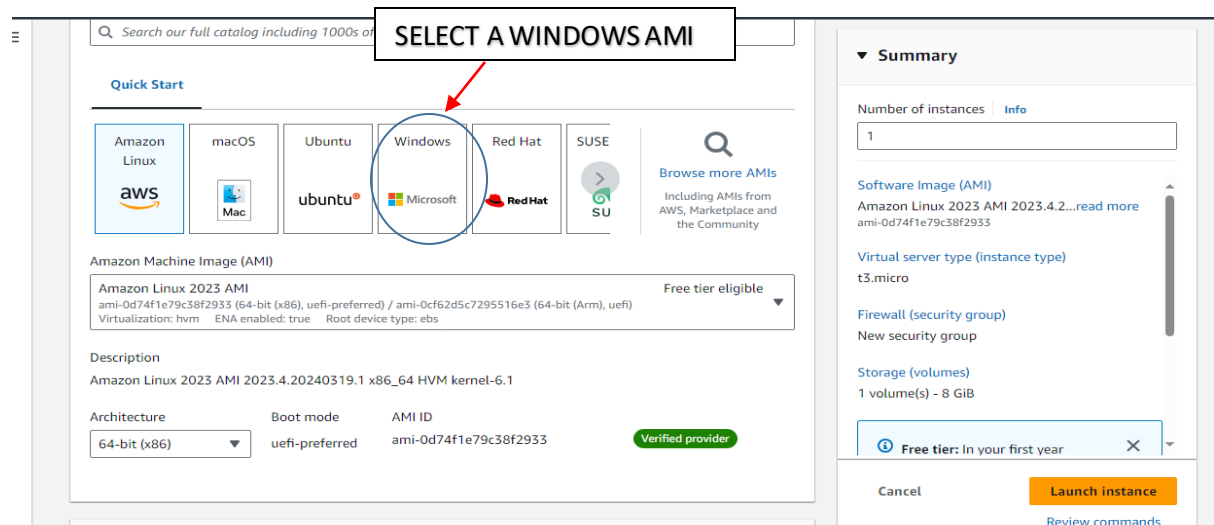 Search our full catalog including 1000s of
SELECT A WINDOWS AMI
Quick Start
Amazon
Linux
aws
macOS
Mac
Ubuntu
ubuntu®
Windows
Microsoft
Red Hat
Red Hat
SUSE
SU
Browse more AMIs
Including AMIs from
AWS, Marketplace and
the Community
Amazon Machine Image (AMI)
Amazon Linux 2023 AMI
Free tier eligible
ami-0d74f1e79c38f2933 (64-bit (x86), uefi-preferred) / ami-0cf62d5c7295516e3 (64-bit (Arm), uefi)
Virtualization: hvm ENA enabled: true Root device type: ebs
Description
Amazon Linux 2023 AMI 2023.4.20240319.1 x86_64 HVM kernel-6.1
Architecture
Boot mode
AMI ID
64-bit (x86)
uefi-preferred
ami-0d74f1e79c38f2933
Verified provider
Summary
Number of instances Info
1
Software Image (AMI)
Amazon Linux 2023 AMI 2023.4.2...read more
ami-0d74f1e79c38f2933
Virtual server type (instance type)
t3.micro
Firewall (security group)
New security group
Storage (volumes)
1 volume(s) - 8 GiB
Free tier: In your first year
Cancel
Launch instance
Review commands